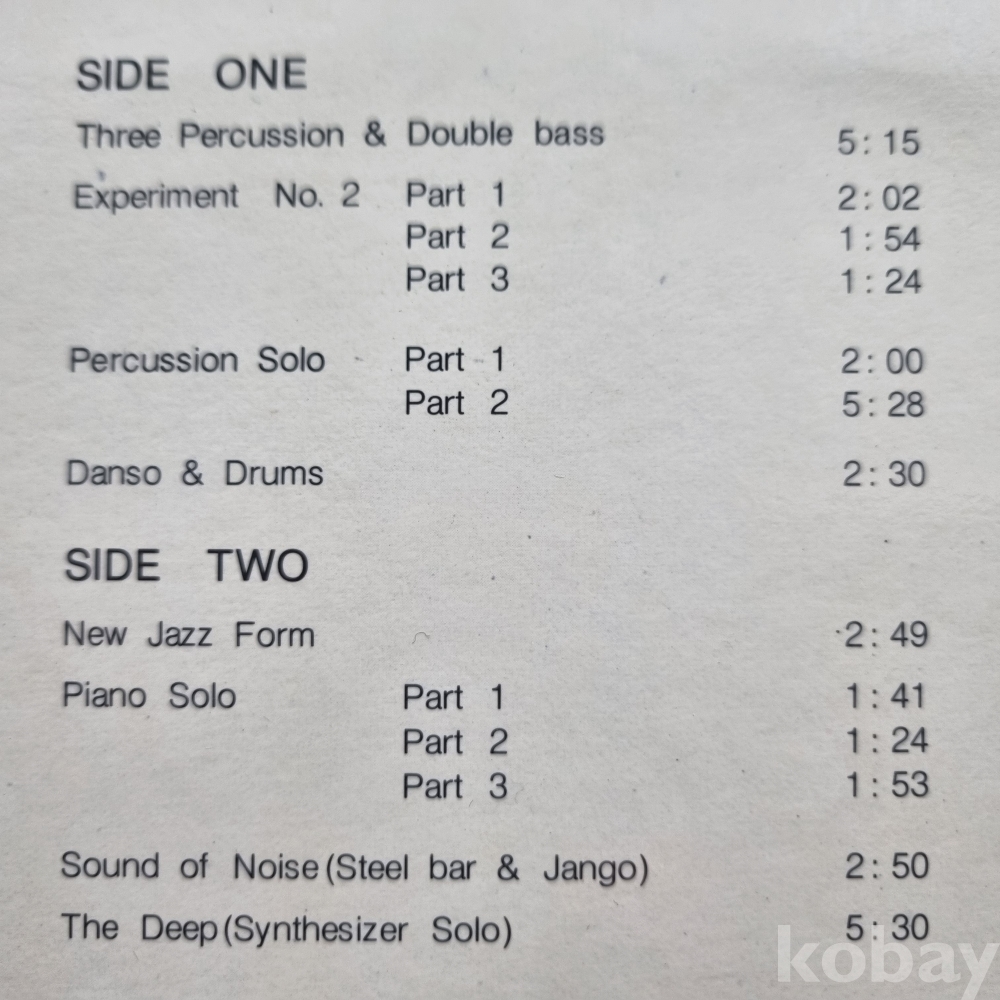 SIDE ONE
Three Percussion & Double bass 5:15
Experiment No. 2 Part 1 2:02
Part 2 1:54
Part 3 1:24
Percussion Solo Part 1 2:00
Part 2 5:28
Danso & Drums 2:30
SIDE TWO
New Jazz Form 2:49
Piano Solo Part 1 1:41
Part 2 1:24
Part 3 1:53
Sound of Noise(Steel bar & Jango) 2:50
The Deep(Synthesizer Solo) 5:30
kobay